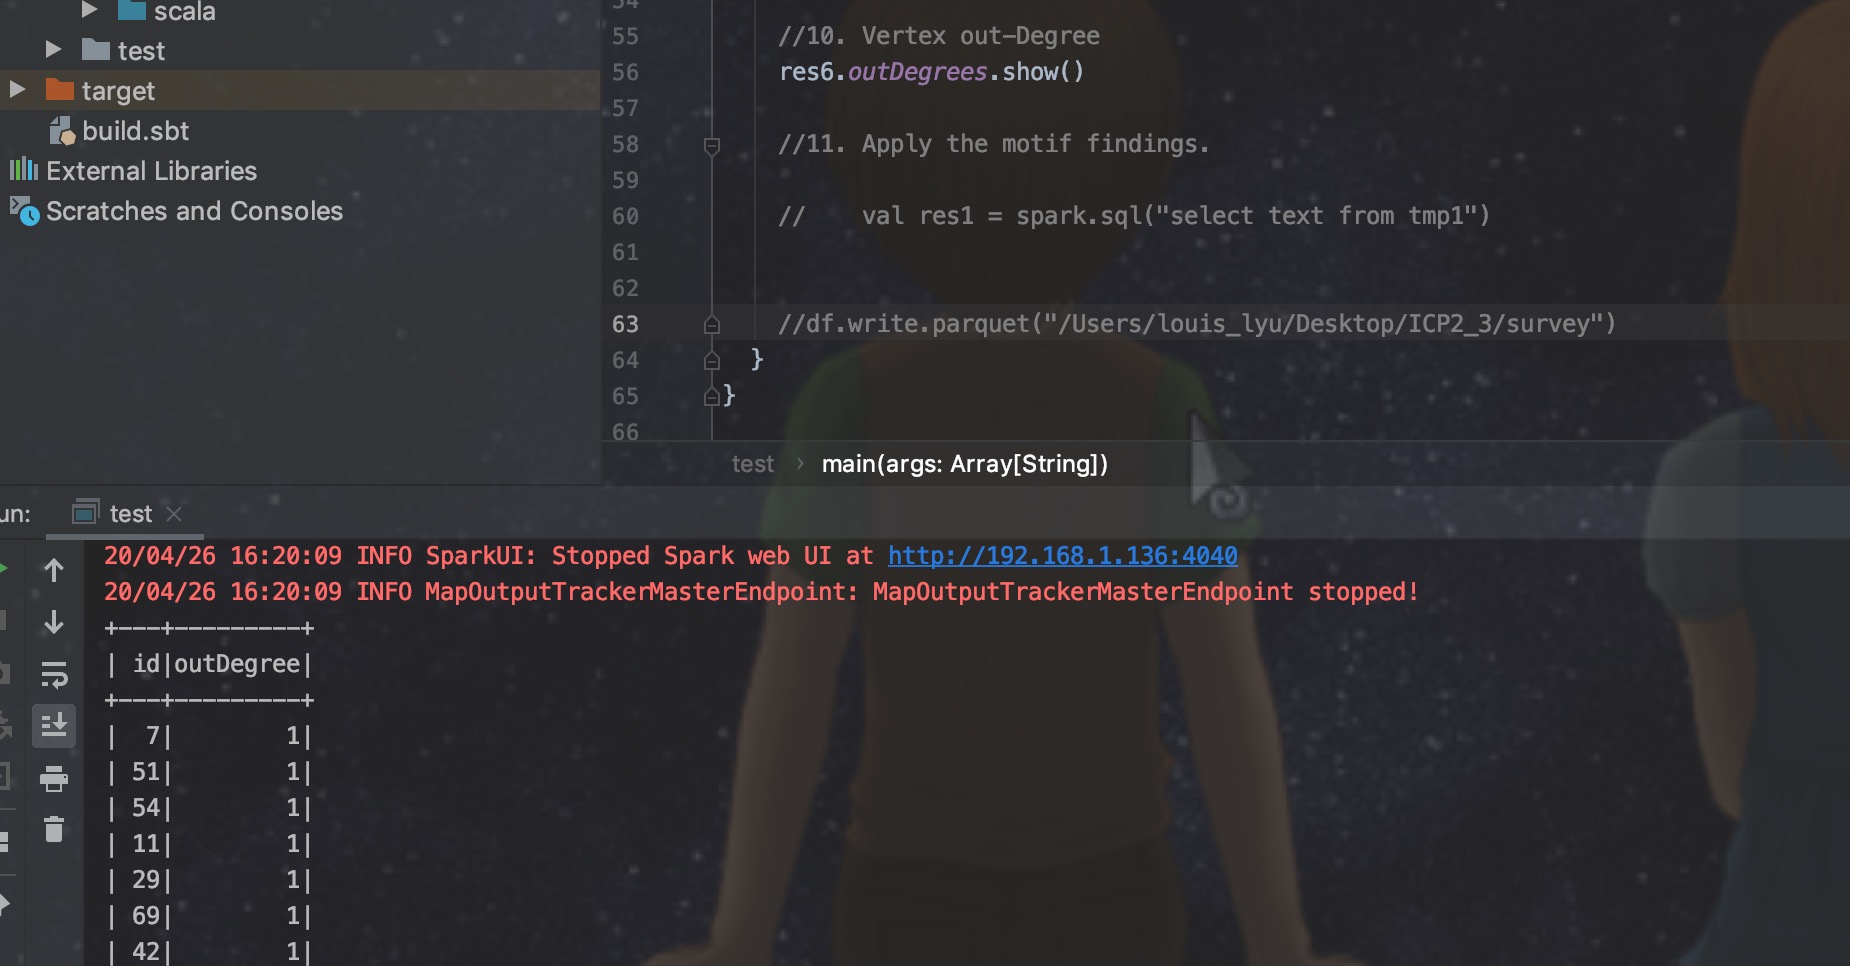 scala
test
target
build.sbt
External Libraries
Scratches and Consoles
54
55 //10. Vertex out-Degree
56 res6.outDegrees.show()
57
58 //11. Apply the motif findings.
59
60 //    val res1 = spark.sql("select text from tmp1")
61
62
63 //df.write.parquet("/Users/louis_lyu/Desktop/ICP2_3/survey")
64 }
65 }
66
test › main(args: Array[String])
un: test
20/04/26 16:20:09 INFO SparkUI: Stopped Spark web UI at http://192.168.1.136:4040
20/04/26 16:20:09 INFO MapOutputTrackerMasterEndpoint: MapOutputTrackerMasterEndpoint stopped!
+---+---------+
| id|outDegree|
+---+---------+
|  7|        1|
| 51|        1|
| 54|        1|
| 11|        1|
| 29|        1|
| 69|        1|
| 42|        1|